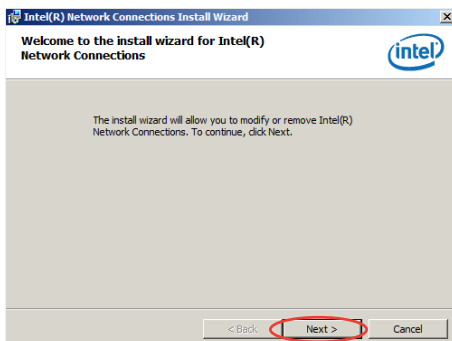 Intel(R) Network Connections Install Wizard
Welcome to the install wizard for Intel(R)
Network Connections
intel
The install wizard will allow you to modify or remove Intel(R)
Network Connections. To continue, click Next.
< Back
Next >
Cancel